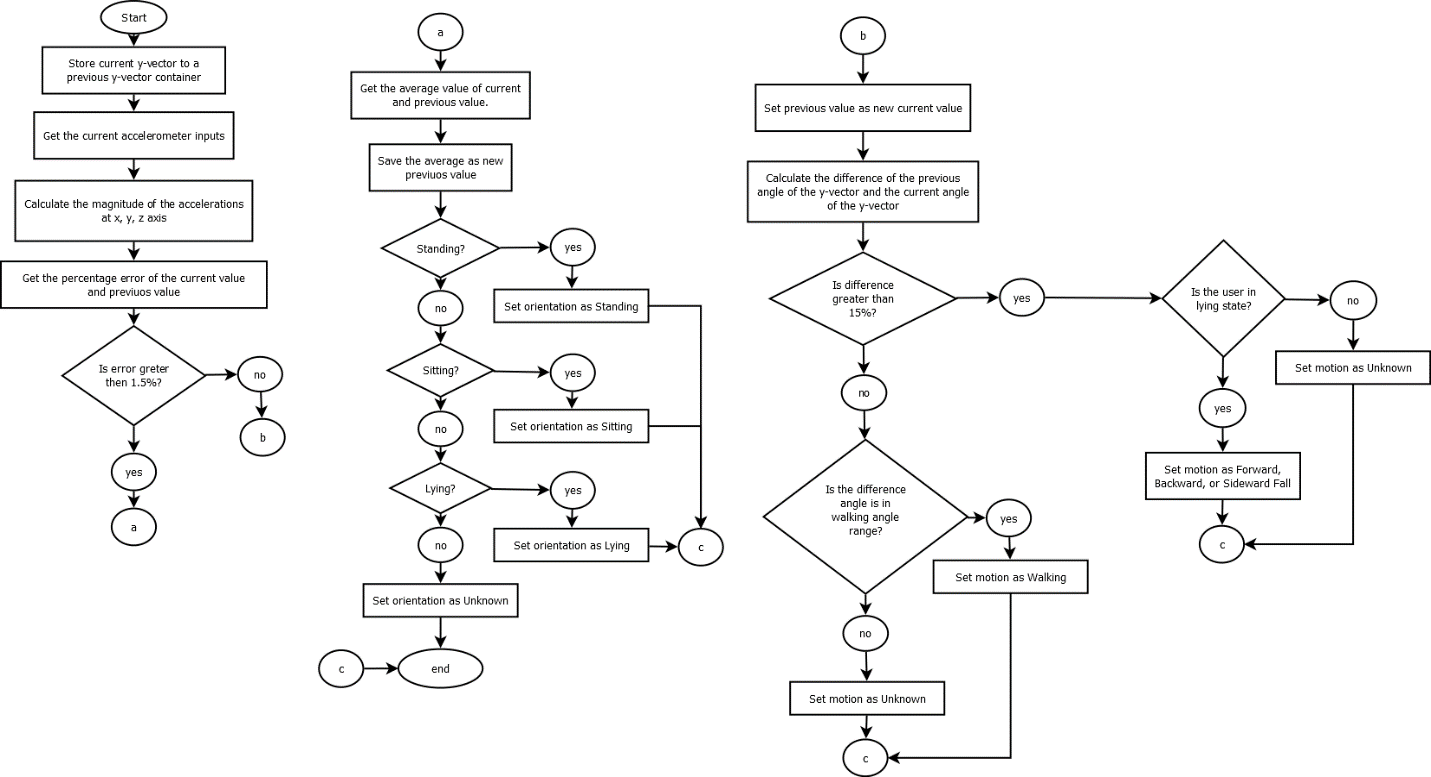 Start
Store current y-vector to a
previous y-vector container
Get the current accelerometer inputs
Calculate the magnitude of the accelerations
at x, y, z axis
Get the percentage error of the current value
and previuos value
Is error greter
then 1.5%?
no
b
yes
a
a
Get the average value of current
and previous value.
Save the average as new
previuos value
Standing?
yes
Set orientation as Standing
no
Sitting?
yes
Set orientation as Sitting
no
Lying?
yes
Set orientation as Lying
c
no
Set orientation as Unknown
c
end
b
Set previous value as new current value
Calculate the difference of the previous
angle of the y-vector and the current angle
of the y-vector
Is difference
greater than
15%?
yes
no
Is the difference
angle is in
walking angle
range?
yes
Set motion as Walking
no
Set motion as Unknown
c
Is the user in
lying state?
no
Set motion as Unknown
yes
Set motion as Forward,
Backward, or Sideward Fall
c